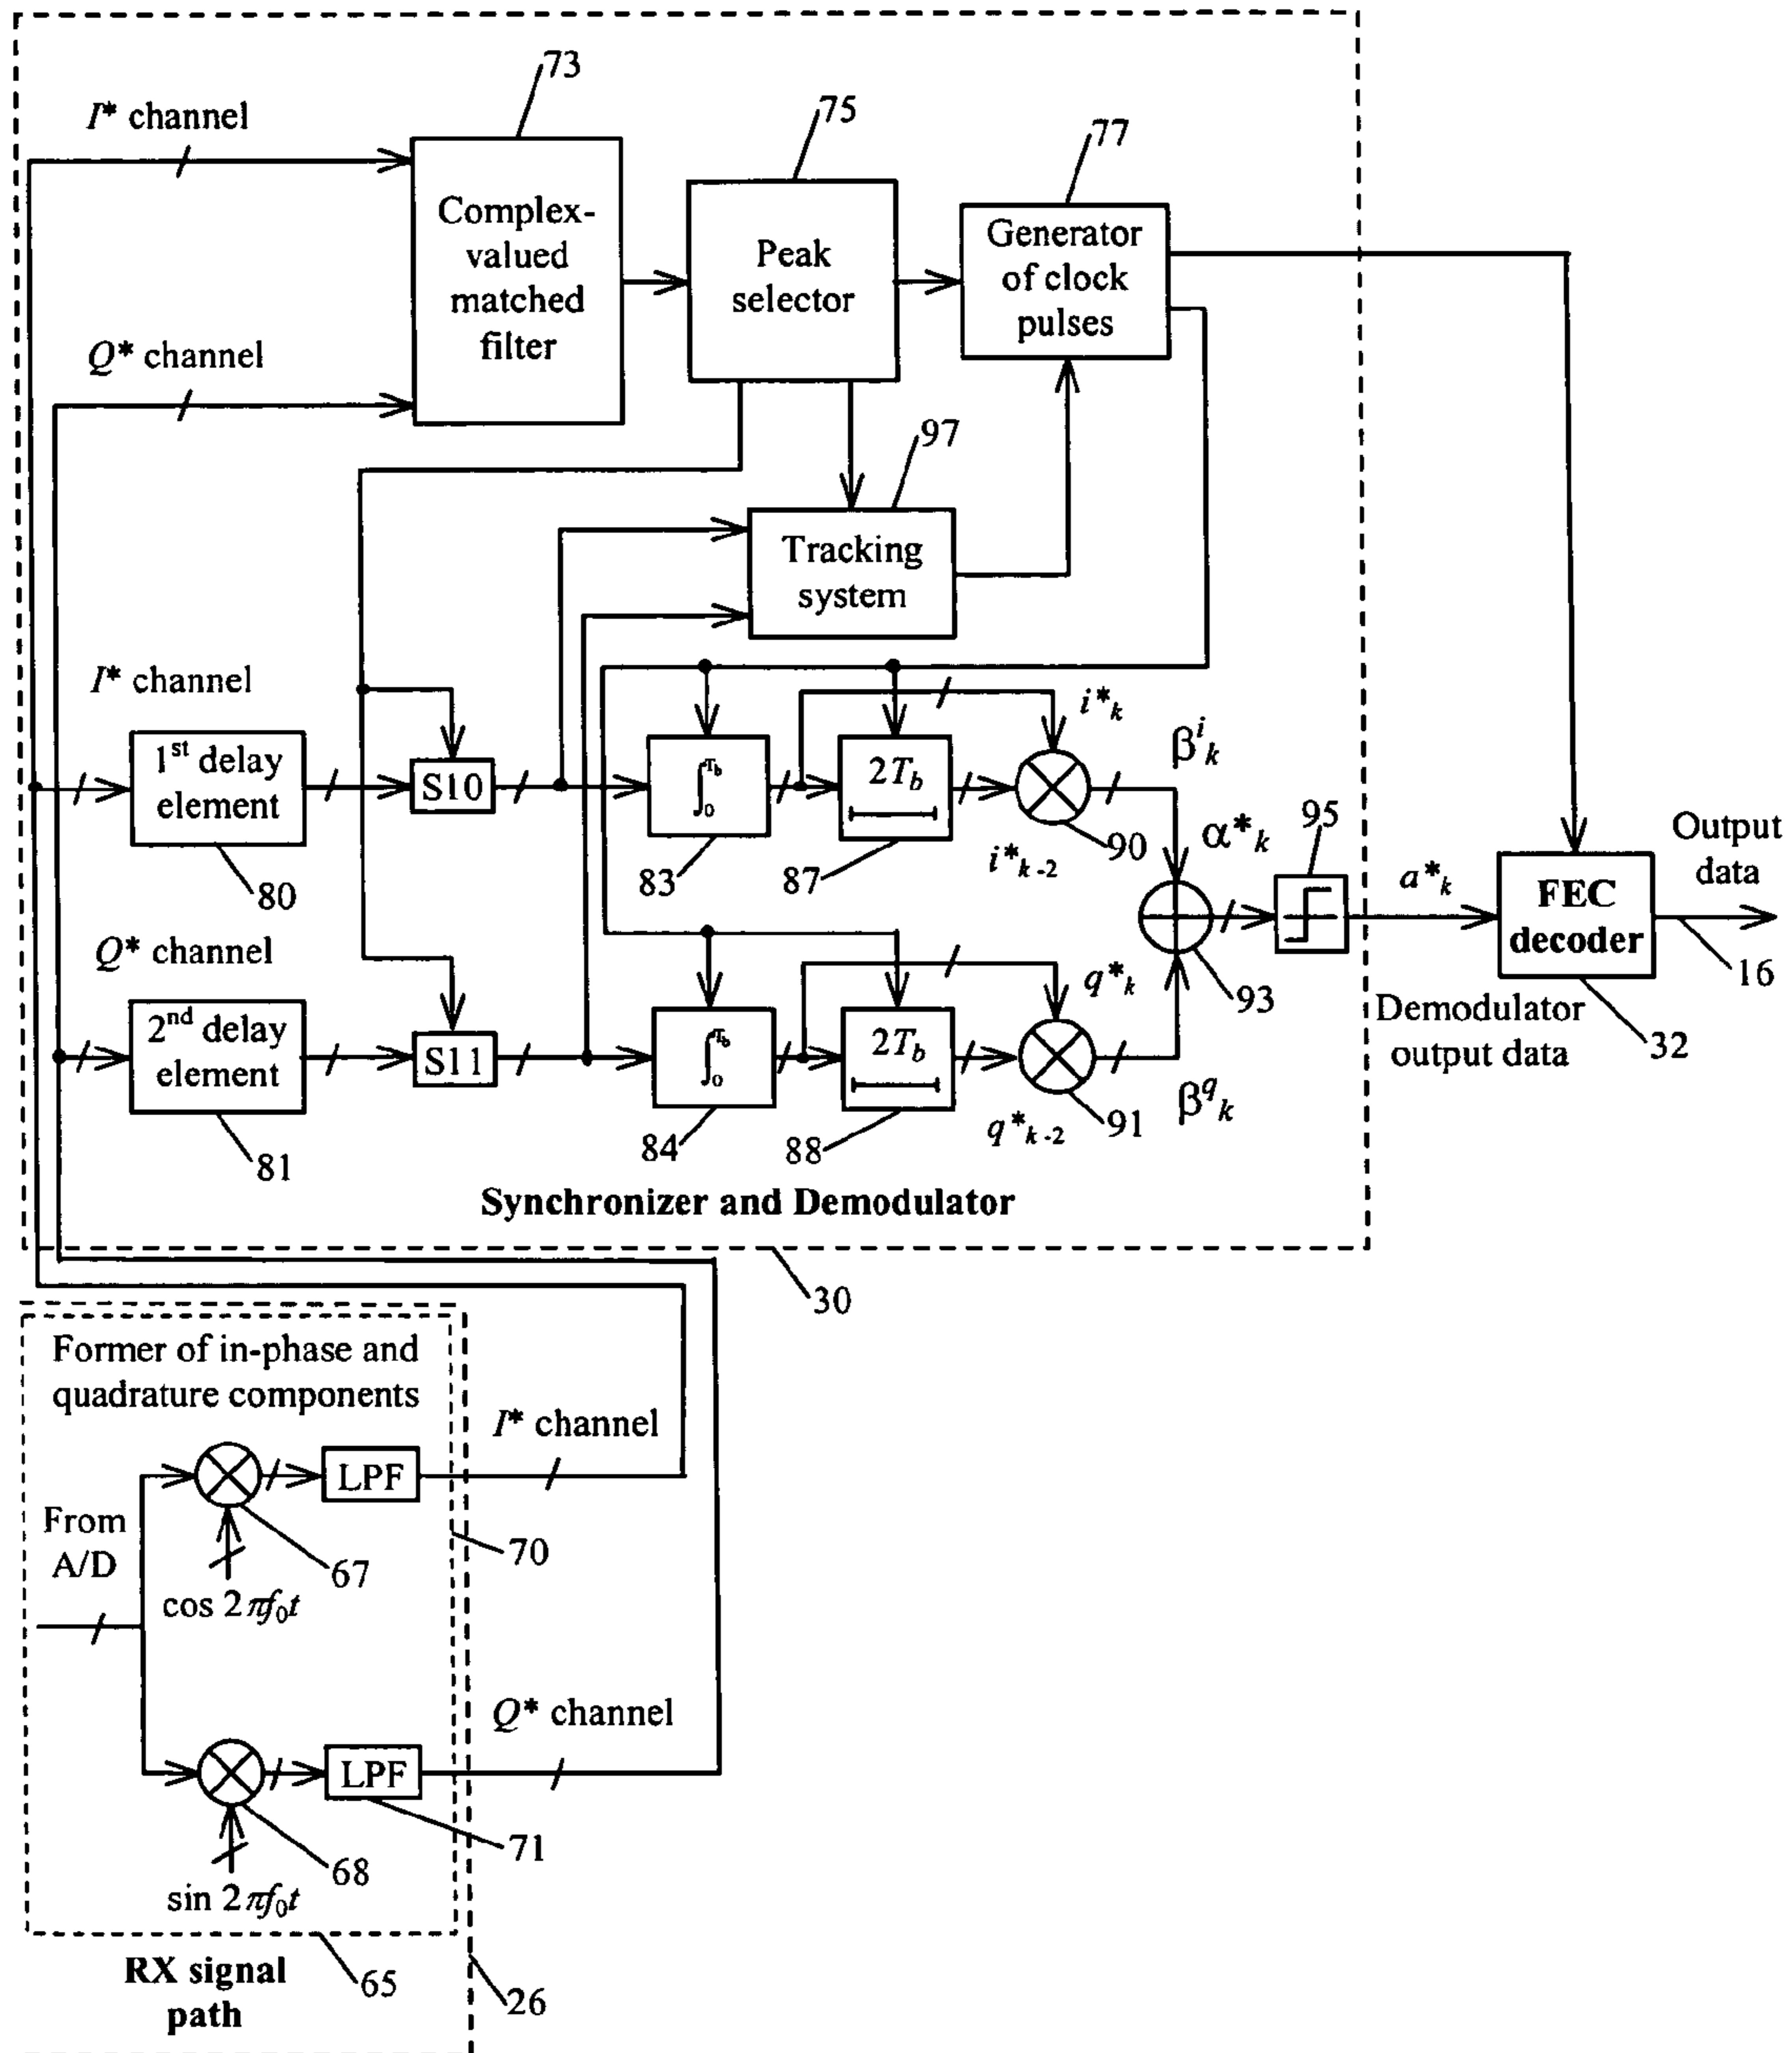 73
I* channel
75
77
Complex-
valued
matched
filter
Peak
selector
Generator
of clock
pulses
Q* channel
97
Tracking
system
I* channel
i*k
βik
1st delay
element
S10
∫0Tb
2Tb
90
α*k
95
Output
data
80
83
87
i*k-2
a*k
FEC
decoder
Q* channel
q*k
93
16
2nd delay
element
S11
∫0Tb
2Tb
Demodulator
output data
32
81
84
88
q*k-2
91
βqk
Synchronizer and Demodulator
30
Former of in-phase and
quadrature components
I* channel
LPF
From
A/D
67
70
cos 2πf0t
Q* channel
LPF
68
71
sin 2πf0t
RX signal
path
65
26